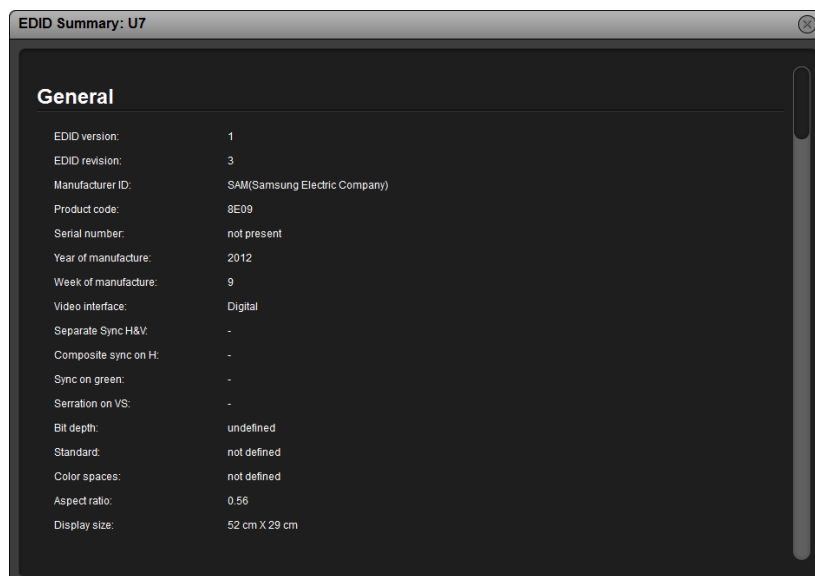 EDID Summary: U7
General
EDID version: 1
EDID revision: 3
Manufacturer ID: SAM(Samsung Electric Company)
Product code: 8E09
Serial number: not present
Year of manufacture: 2012
Week of manufacture: 9
Video interface: Digital
Separate Sync H&V: -
Composite sync on H: -
Sync on green: -
Serration on VS: -
Bit depth: undefined
Standard: not defined
Color spaces: not defined
Aspect ratio: 0.56
Display size: 52 cm X 29 cm